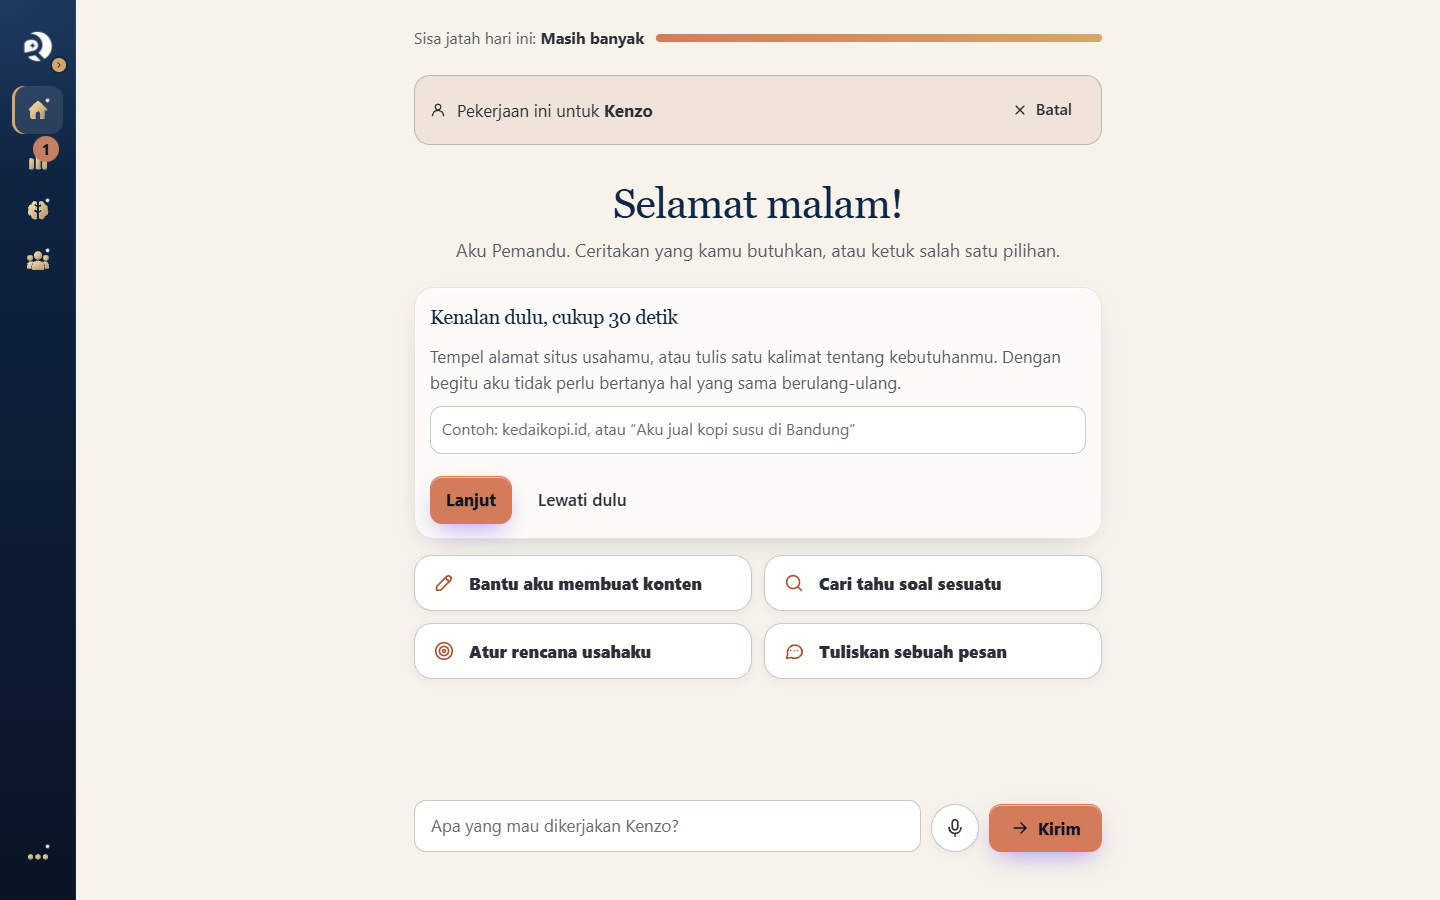 Sisa jatah hari ini: Masih banyak
Pekerjaan ini untuk Kenzo
Batal
1
Selamat malam!
Aku Pemandu. Ceritakan yang kamu butuhkan, atau ketuk salah satu pilihan.
Kenalan dulu, cukup 30 detik
Tempel alamat situs usahamu, atau tulis satu kalimat tentang kebutuhanmu. Dengan
begitu aku tidak perlu bertanya hal yang sama berulang-ulang.
Contoh: kedaikopi.id, atau “Aku jual kopi susu di Bandung”
Lanjut
Lewati dulu
Bantu aku membuat konten
Cari tahu soal sesuatu
Atur rencana usahaku
Tuliskan sebuah pesan
Apa yang mau dikerjakan Kenzo?
Kirim